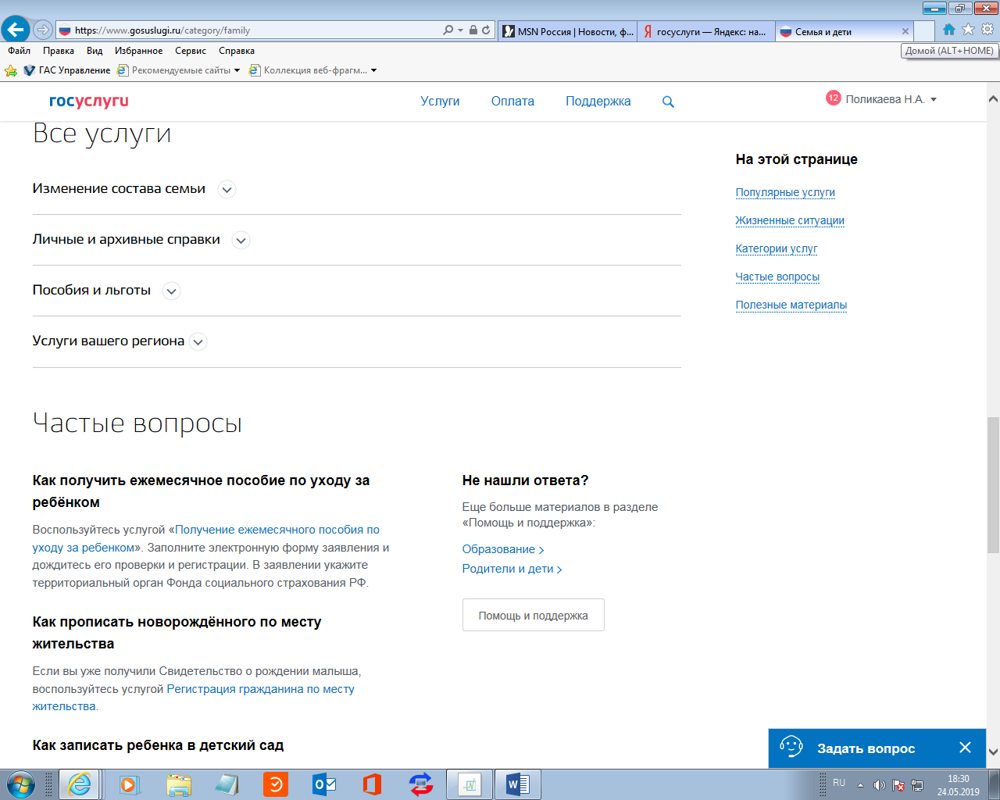 https://www.gosuslugi.ru/category/family
MSN Россия | Новости, ф...
госуслуги — Яндекс: на...
Семья и дети
Файл Правка Вид Избранное Сервис Справка
Домой (ALT+HOME)
ГАС Управление Рекомендуемые сайты Коллекция веб-фрагм...
госуслуги
Услуги Оплата Поддержка
12 Поликаева Н.А.
Все услуги
Изменение состава семьи
Личные и архивные справки
Пособия и льготы
Услуги вашего региона
На этой странице
Популярные услуги
Жизненные ситуации
Категории услуг
Частые вопросы
Полезные материалы
Частые вопросы
Как получить ежемесячное пособие по уходу за
ребёнком
Воспользуйтесь услугой «Получение ежемесячного пособия по
уходу за ребенком». Заполните электронную форму заявления и
дождитесь его проверки и регистрации. В заявлении укажите
территориальный орган Фонда социального страхования РФ.
Как прописать новорождённого по месту
жительства
Если вы уже получили Свидетельство о рождении малыша,
воспользуйтесь услугой Регистрация гражданина по месту
жительства.
Как записать ребенка в детский сад
Не нашли ответа?
Еще больше материалов в разделе
«Помощь и поддержка»:
Образование >
Родители и дети >
Помощь и поддержка
Задать вопрос
RU
18:30
24.05.2019